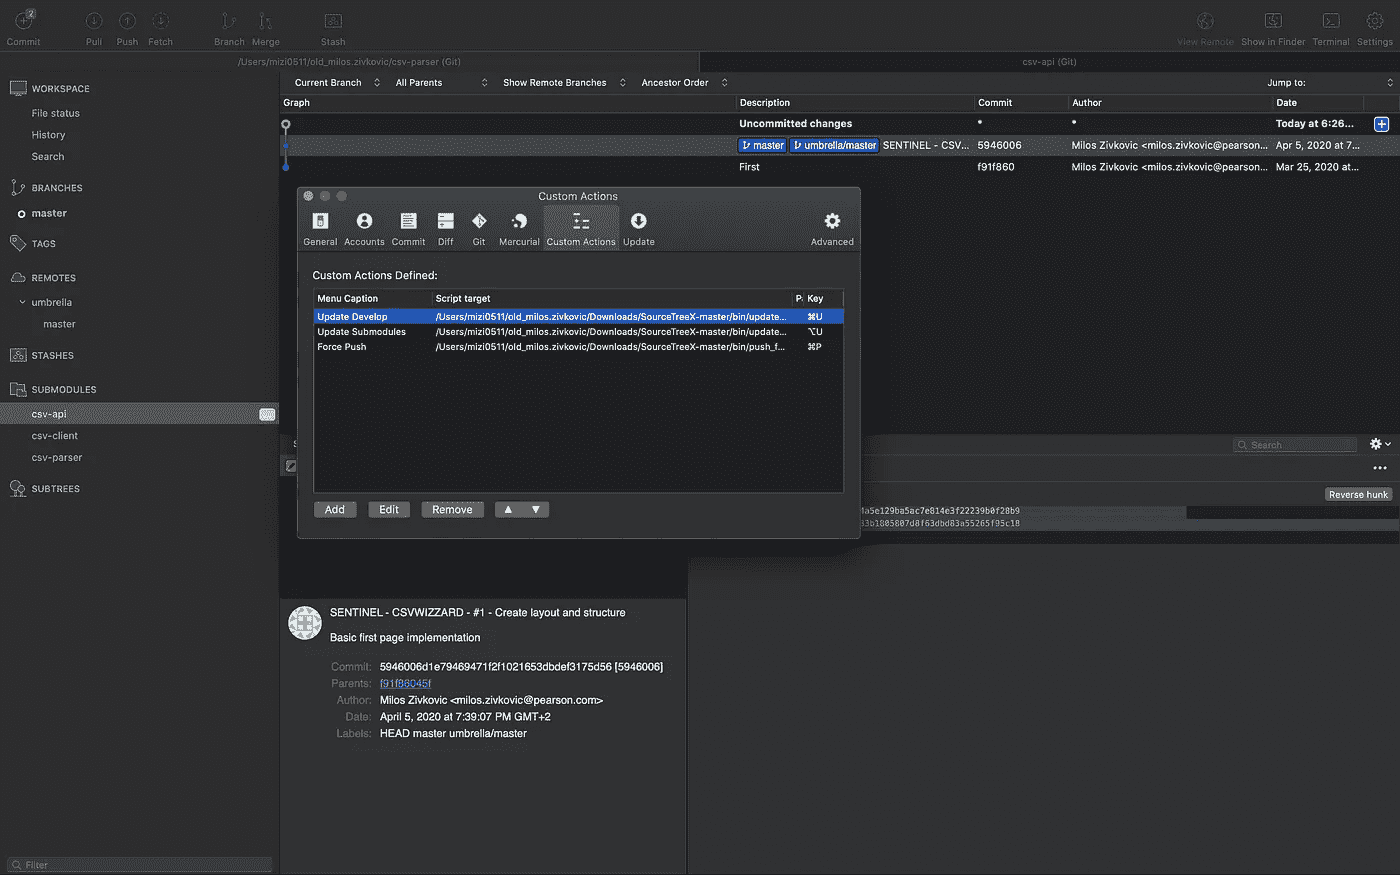 2
Commit Pull Push Fetch Branch Merge Stash View Remote Show in Finder Terminal Settings
/Users/mizi0511/old_milos.zivkovic/csv-parser (Git) csv-api (Git)
WORKSPACE
File status
History
Search
BRANCHES
master
TAGS
REMOTES
umbrella
master
STASHES
SUBMODULES
csv-api
csv-client
csv-parser
SUBTREES
Filter
Current Branch All Parents Show Remote Branches Ancestor Order Jump to:
Graph Description Commit Author Date
Uncommitted changes * * Today at 6:26...
master umbrella/master SENTINEL - CSV... 5946006 Milos Zivkovic <milos.zivkovic@pearson... Apr 5, 2020 at 7...
First f91f860 Milos Zivkovic <milos.zivkovic@pearson... Mar 25, 2020 at...
Custom Actions
General Accounts Commit Diff Git Mercurial Custom Actions Update Advanced
Custom Actions Defined:
Menu Caption Script target P. Key
Update Develop /Users/mizi0511/old_milos.zivkovic/Downloads/SourceTreeX-master/bin/update... ⌘U
Update Submodules /Users/mizi0511/old_milos.zivkovic/Downloads/SourceTreeX-master/bin/update... ⌥U
Force Push /Users/mizi0511/old_milos.zivkovic/Downloads/SourceTreeX-master/bin/push_f... ⌘P
Add Edit Remove
Search
Reverse hunk
a5e129ba5ac7e814e3f22239b0f28b9
3b1805807d8f63dbd83a55265f95c18
SENTINEL - CSVWIZZARD - #1 - Create layout and structure
Basic first page implementation
Commit: 5946006d1e79469471f2f1021653dbdef3175d56 [5946006]
Parents: f91f86045f
Author: Milos Zivkovic <milos.zivkovic@pearson.com>
Date: April 5, 2020 at 7:39:07 PM GMT+2
Labels: HEAD master umbrella/master